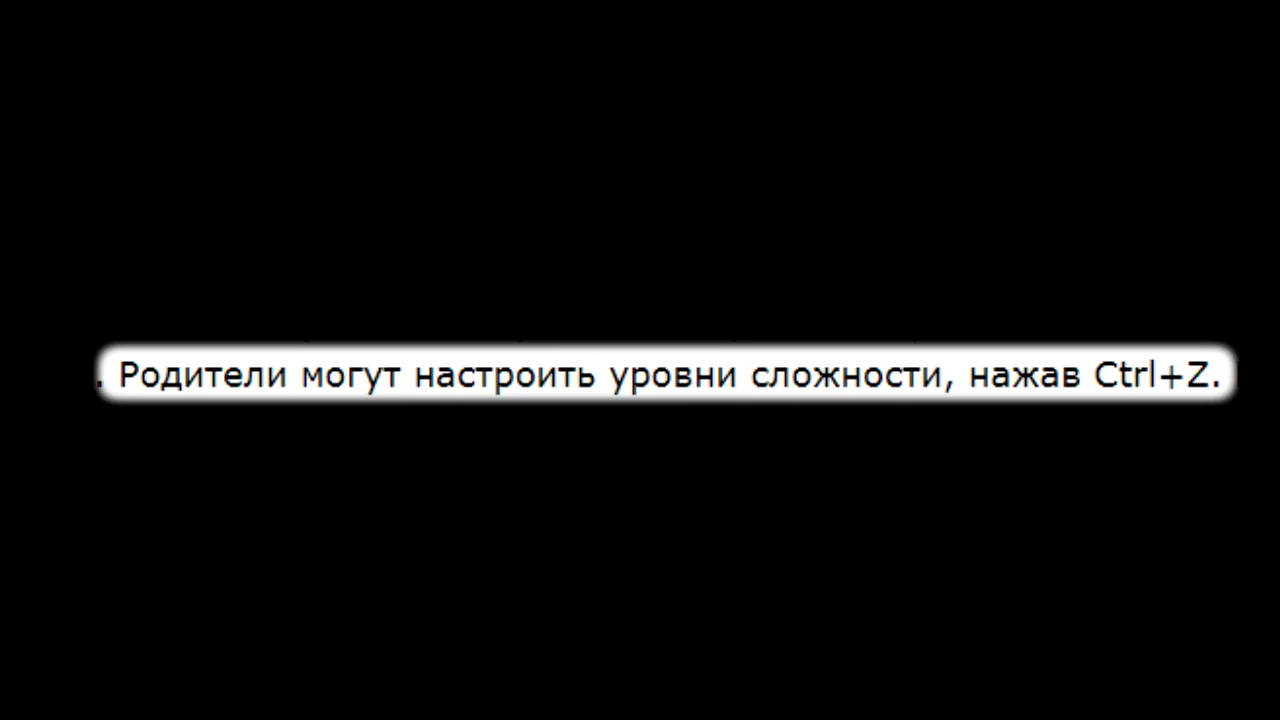 . Родители могут настроить уровни сложности, нажав Ctrl+Z.